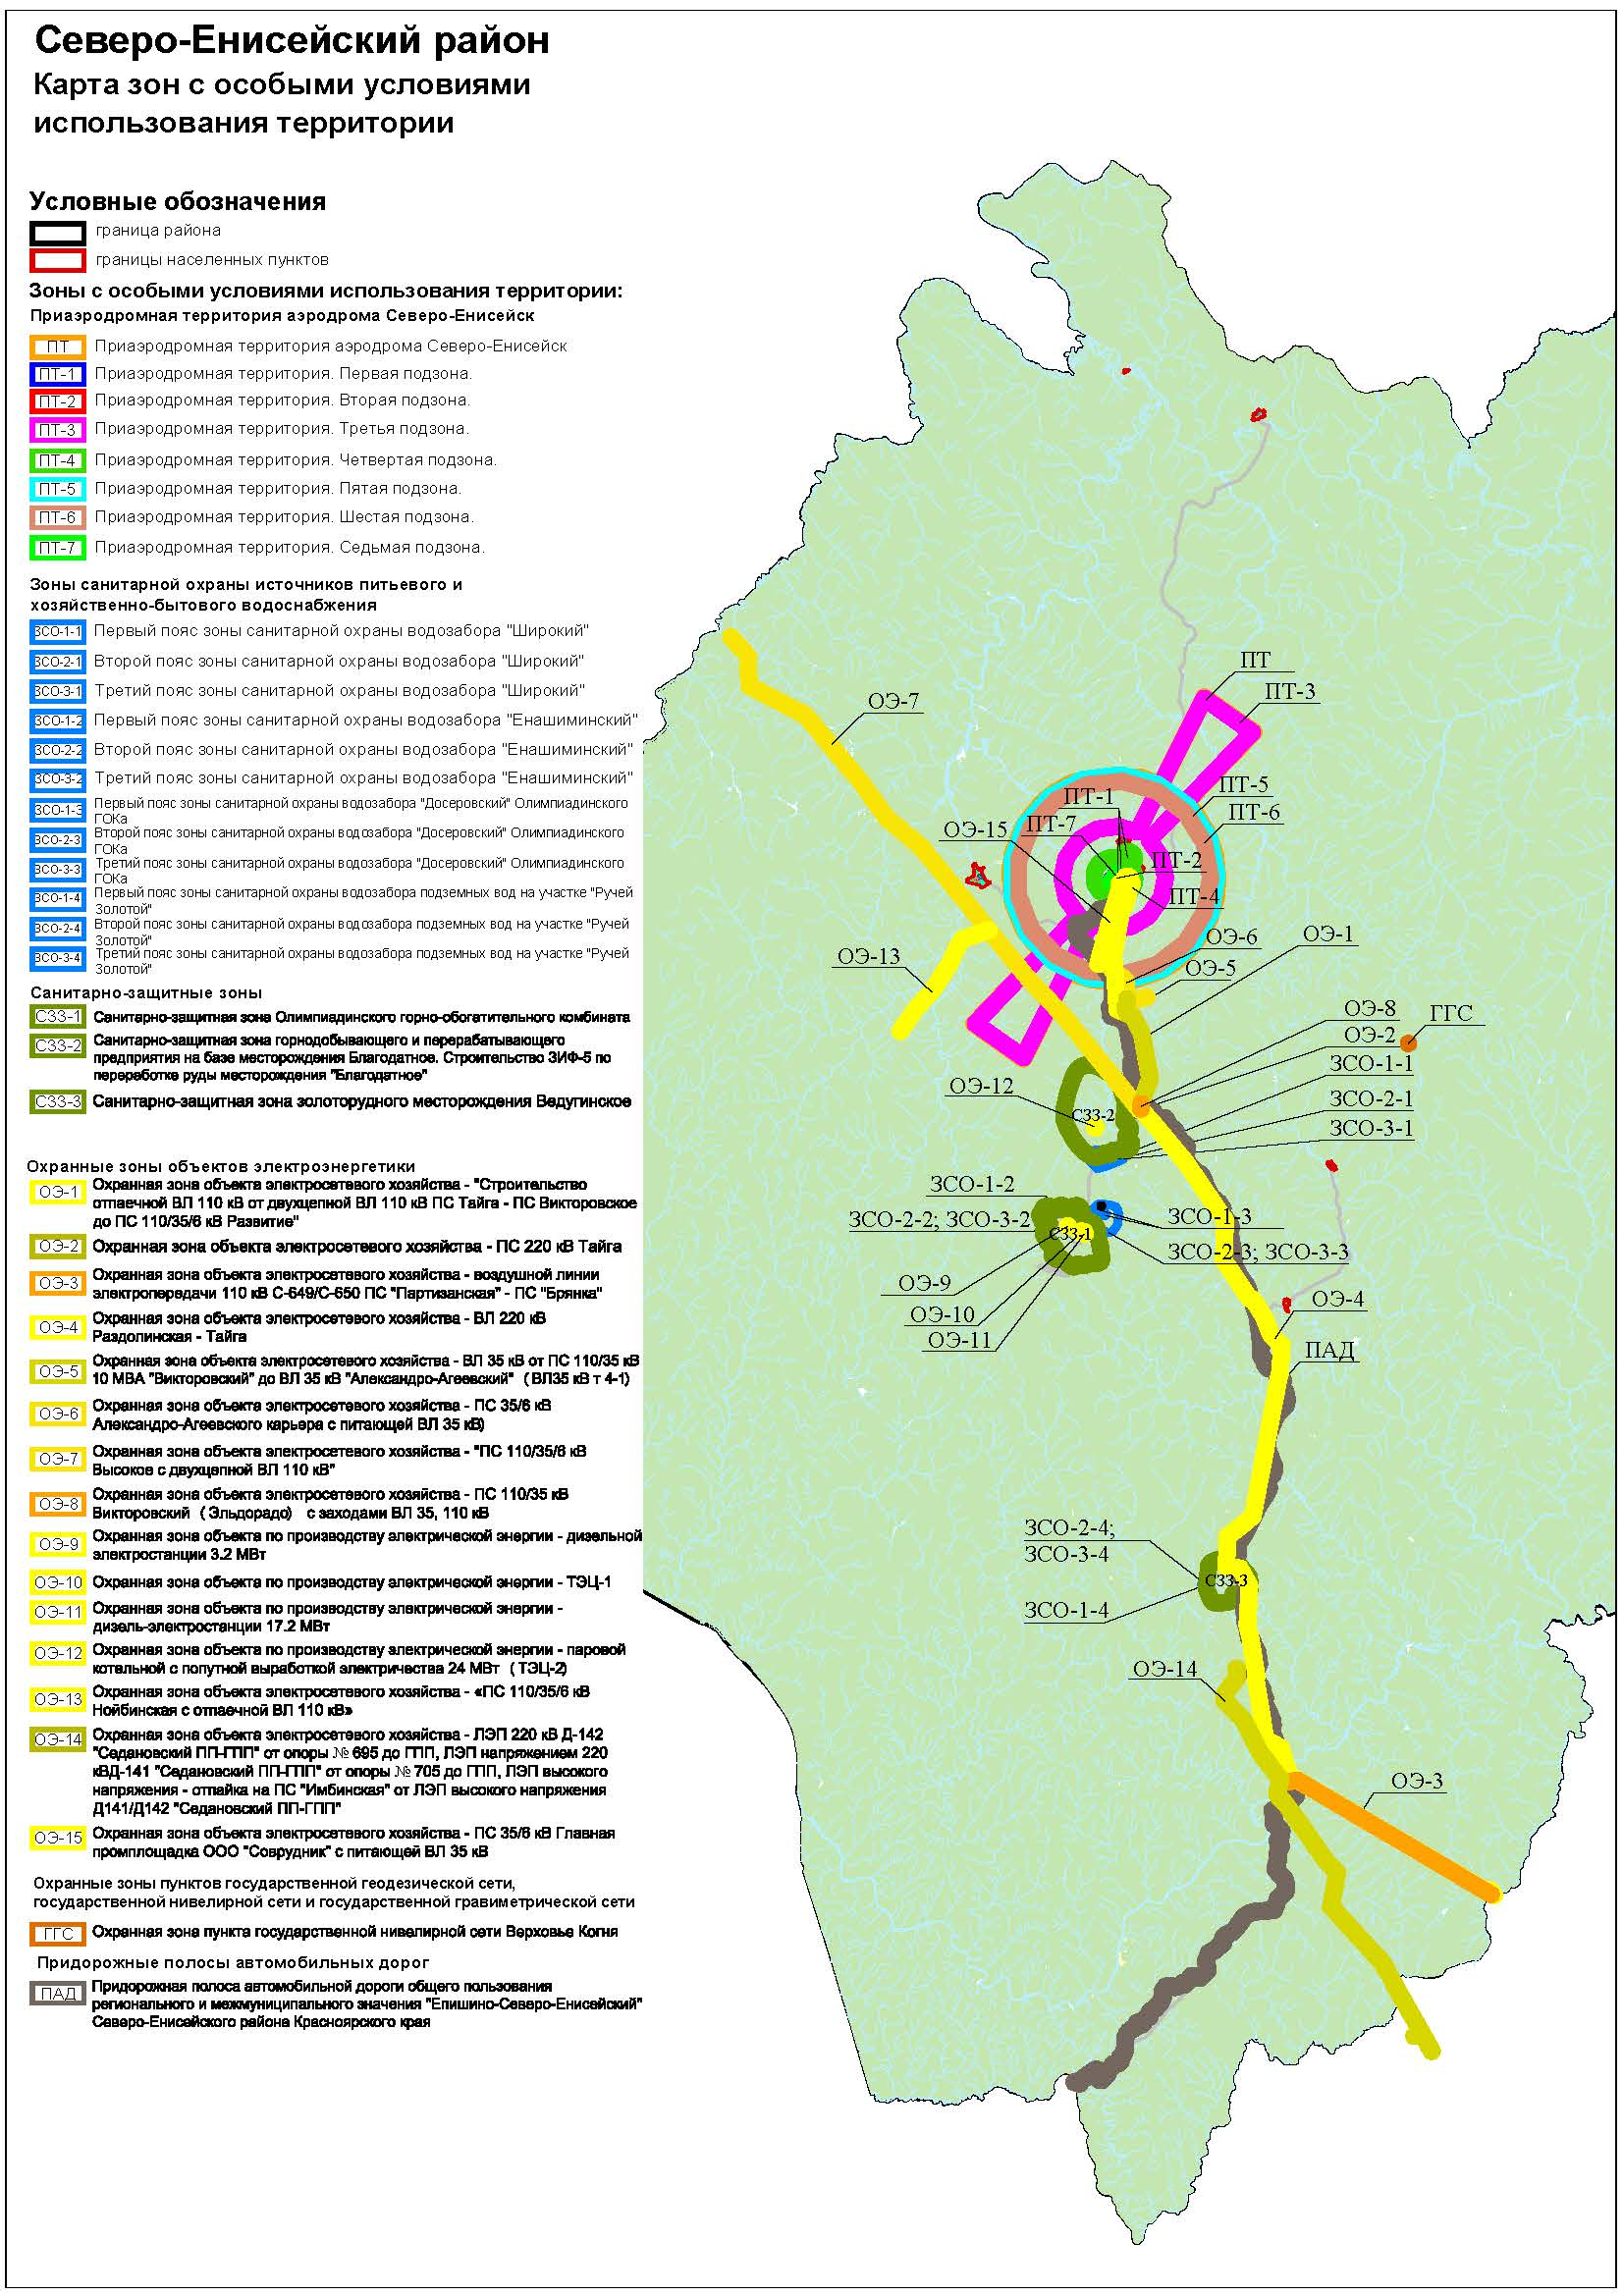 Северо-Енисейский район
Карта зон с особыми условиями
использования территории
Условные обозначения
граница района
границы населенных пунктов
Зоны с особыми условиями использования территории:
Приаэродромная территория аэродрома Северо-Енисейск
ПТ Приаэродромная территория аэродрома Северо-Енисейск
ПТ-1 Приаэродромная территория. Первая подзона.
ПТ-2 Приаэродромная территория. Вторая подзона.
ПТ-3 Приаэродромная территория. Третья подзона.
ПТ-4 Приаэродромная территория. Четвертая подзона.
ПТ-5 Приаэродромная территория. Пятая подзона.
ПТ-6 Приаэродромная территория. Шестая подзона.
ПТ-7 Приаэродромная территория. Седьмая подзона.
Зоны санитарной охраны источников питьевого и
хозяйственно-бытового водоснабжения
ЗСО-1-1 Первый пояс зоны санитарной охраны водозабора "Широкий"
ЗСО-2-1 Второй пояс зоны санитарной охраны водозабора "Широкий"
ЗСО-3-1 Третий пояс зоны санитарной охраны водозабора "Широкий"
ЗСО-1-2 Первый пояс зоны санитарной охраны водозабора "Енашиминский"
ЗСО-2-2 Второй пояс зоны санитарной охраны водозабора "Енашиминский"
ЗСО-3-2 Третий пояс зоны санитарной охраны водозабора "Енашиминский"
ЗСО-1-3 Первый пояс зоны санитарной охраны водозабора "Досеровский" Олимпиадинского
ГОКа
ЗСО-2-3 Второй пояс зоны санитарной охраны водозабора "Досеровский" Олимпиадинского
ГОКа
ЗСО-3-3 Третий пояс зоны санитарной охраны водозабора "Досеровский" Олимпиадинского
ГОКа
ЗСО-1-4 Первый пояс зоны санитарной охраны водозабора подземных вод на участке "Ручей
Золотой"
ЗСО-2-4 Второй пояс зоны санитарной охраны водозабора подземных вод на участке "Ручей
Золотой"
ЗСО-3-4 Третий пояс зоны санитарной охраны водозабора подземных вод на участке "Ручей
Золотой"
Санитарно-защитные зоны
СЗЗ-1 Санитарно-защитная зона Олимпиадинского горно-обогатительного комбината
СЗЗ-2 Санитарно-защитная зона горнодобывающего и перерабатывающего
предприятия на базе месторождения Благодатное. Строительство ЗИФ-5 по
переработке руды месторождения "Благодатное"
СЗЗ-3 Санитарно-защитная зона золоторудного месторождения Ведугинское
Охранные зоны объектов электроэнергетики
ОЭ-1 Охранная зона объекта электросетевого хозяйства - "Строительство
отпаечной ВЛ 110 кВ от двухцепной ВЛ 110 кВ ПС Тайга - ПС Викторовское
до ПС 110/35/6 кВ Развитие"
ОЭ-2 Охранная зона объекта электросетевого хозяйства - ПС 220 кВ Тайга
ОЭ-3 Охранная зона объекта электросетевого хозяйства - воздушной линии
электропередачи 110 кВ С-649/С-650 ПС "Партизанская" - ПС "Брянка"
ОЭ-4 Охранная зона объекта электросетевого хозяйства - ВЛ 220 кВ
Раздолинская - Тайга
ОЭ-5 Охранная зона объекта электросетевого хозяйства - ВЛ 35 кВ от ПС 110/35 кВ
10 МВА "Викторовский" до ВЛ 35 кВ "Александро-Агеевский" ( ВЛ35 кВ т 4-1)
ОЭ-6 Охранная зона объекта электросетевого хозяйства - ПС 35/6 кВ
Александро-Агеевского карьера с питающей ВЛ 35 кВ)
ОЭ-7 Охранная зона объекта электросетевого хозяйства - "ПС 110/35/6 кВ
Высокое с двухцепной ВЛ 110 кВ"
ОЭ-8 Охранная зона объекта электросетевого хозяйства - ПС 110/35 кВ
Викторовский ( Эльдорадо) с заходами ВЛ 35, 110 кВ
ОЭ-9 Охранная зона объекта по производству электрической энергии - дизельной
электростанции 3.2 МВт
ОЭ-10 Охранная зона объекта по производству электрической энергии - ТЭЦ-1
ОЭ-11 Охранная зона объекта по производству электрической энергии -
дизель-электростанции 17.2 МВт
ОЭ-12 Охранная зона объекта по производству электрической энергии - паровой
котельной с попутной выработкой электричества 24 МВт ( ТЭЦ-2)
ОЭ-13 Охранная зона объекта электросетевого хозяйства - «ПС 110/35/6 кВ
Нойбинская с отпаечной ВЛ 110 кВ»
ОЭ-14 Охранная зона объекта электросетевого хозяйства - ЛЭП 220 кВ Д-142
"Седановский ПП-ГПП" от опоры № 695 до ГПП, ЛЭП напряжением 220
кВД-141 "Седановский ПП-ГПП" от опоры № 705 до ГПП, ЛЭП высокого
напряжения - отпайка на ПС "Имбинская" от ЛЭП высокого напряжения
Д141/Д142 "Седановский ПП-ГПП"
ОЭ-15 Охранная зона объекта электросетевого хозяйства - ПС 35/6 кВ Главная
промплощадка ООО "Соврудник" с питающей ВЛ 35 кВ
Охранные зоны пунктов государственной геодезической сети,
государственной нивелирной сети и государственной гравиметрической сети
ГГС Охранная зона пункта государственной нивелирной сети Верховье Когня
Придорожные полосы автомобильных дорог
ПАД Придорожная полоса автомобильной дороги общего пользования
регионального и межмуниципального значения "Епишино-Северо-Енисейский"
Северо-Енисейского района Красноярского края
ПТ
ПТ-3
ОЭ-7
ПТ-5
ПТ-1
ПТ-6
ПТ-7
ОЭ-15
ПТ-2
ПТ-4
ОЭ-6
ОЭ-1
ОЭ-13
ОЭ-5
ОЭ-8
ГГС
ОЭ-2
ЗСО-1-1
ОЭ-12
ЗСО-2-1
СЗЗ-2
ЗСО-3-1
ЗСО-1-2
ЗСО-2-2; ЗСО-3-2
ЗСО-1-3
СЗЗ-1
ЗСО-2-3; ЗСО-3-3
ОЭ-9
ОЭ-10
ОЭ-11
ОЭ-4
ПАД
ЗСО-2-4;
ЗСО-3-4
СЗЗ-3
ЗСО-1-4
ОЭ-14
ОЭ-3